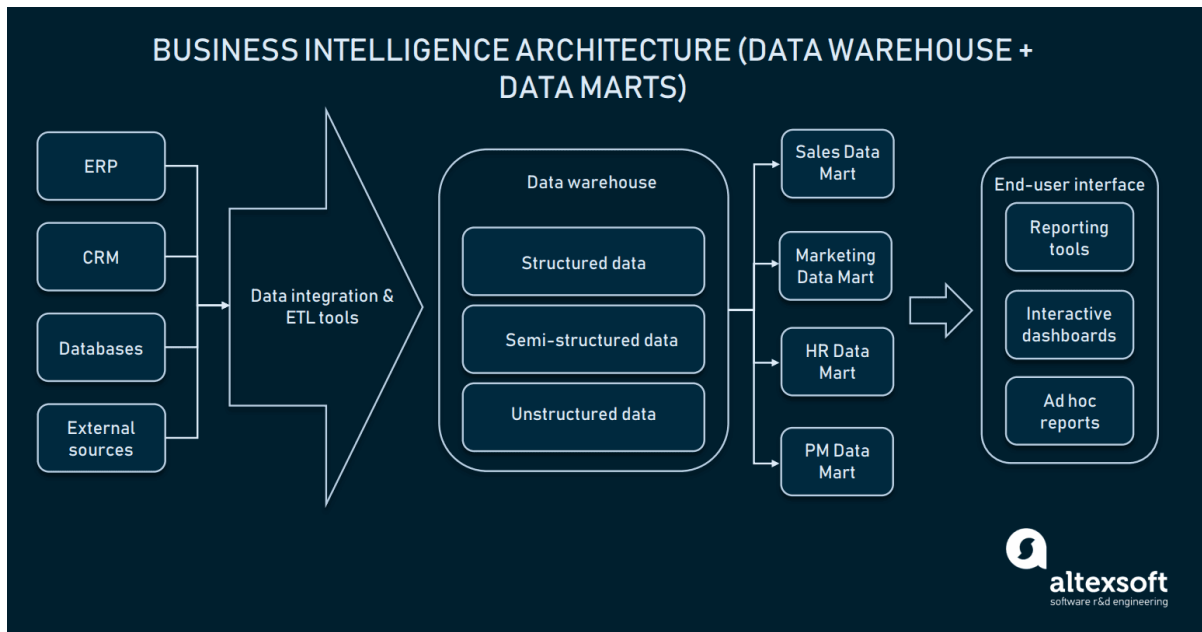 BUSINESS INTELLIGENCE ARCHITECTURE (DATA WAREHOUSE +
DATA MARTS)
ERP
CRM
Databases
External
sources
Data integration &
ETL tools
Data warehouse
Structured data
Semi-structured data
Unstructured data
Sales Data
Mart
Marketing
Data Mart
HR Data
Mart
PM Data
Mart
End-user interface
Reporting
tools
Interactive
dashboards
Ad hoc
reports
altexsoft
software r&d engineering